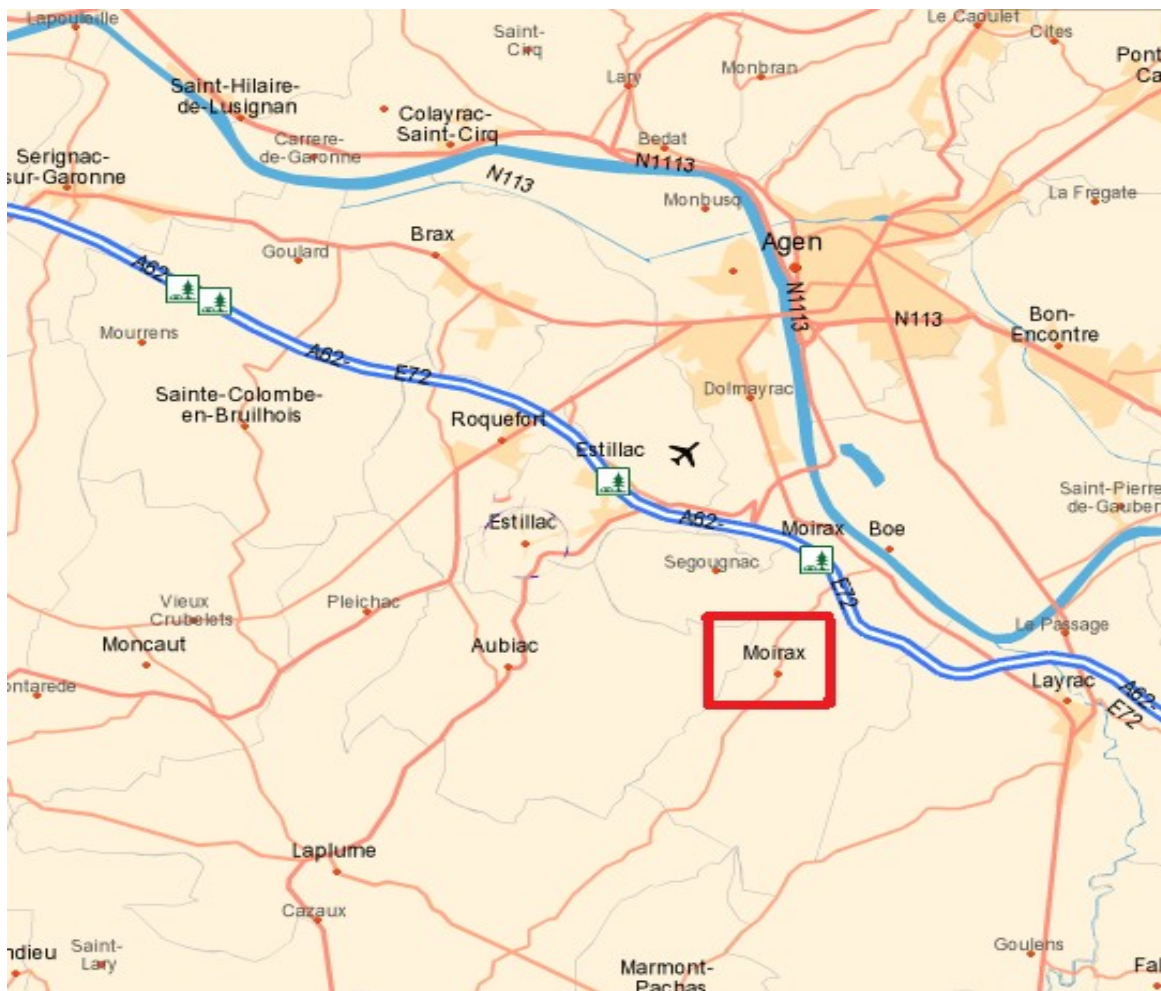 Lapouleille
Saint-
Cirq
Le Caoulet
Cites
Lary
Monbran
Pont
Ca
Saint-Hilaire-
de-Lusignan
Colayrac-
Saint-Cirq
Carrere-
de-Garonne
Bedat
N1113
Serignac-
sur-Garonne
N113
Monbusq
La Fregate
Goulard
Brax
Agen
A62-
N1113
N113
Bon-
Encontre
Mourrens
A62-
E72
Sainte-Colombe-
en-Bruilhois
Dolmayrac
Roquefort
Estillac
Saint-Pierre
de-Gauber
Estillac
A62-
Moirax
Boe
Segougnac
E72
Vieux
Crubelets
Pleichac
Le Passage
Moncaut
Aubiac
Moirax
ontarede
Layrac
A62-
E72
Laplume
Cazaux
ndieu
Saint-
Lary
Goulens
Marmont-
Pachas
Fal